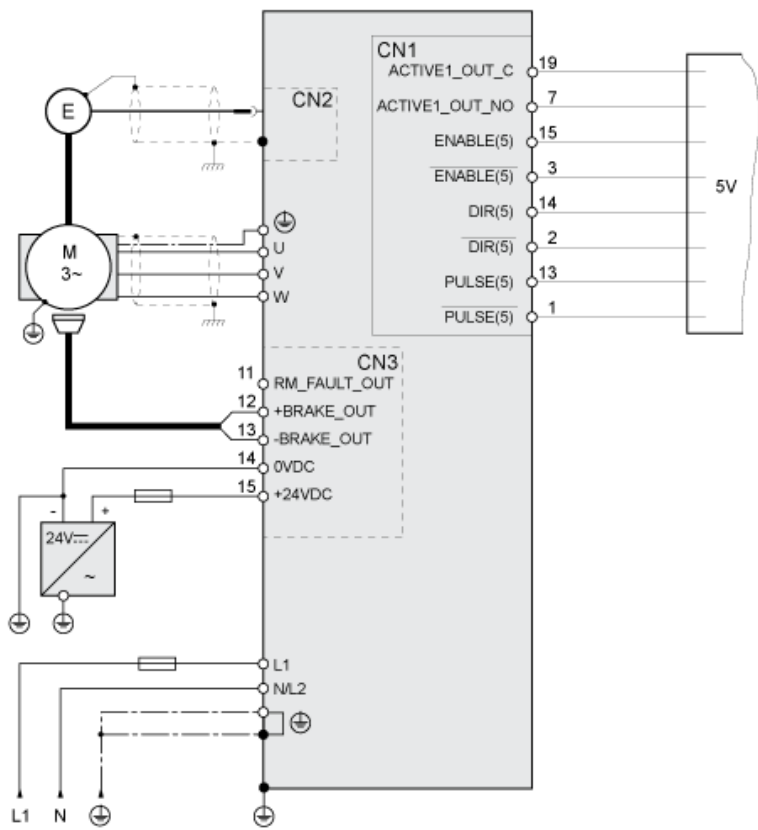 CN1
ACTIVE1_OUT_C 19
ACTIVE1_OUT_NO 7
ENABLE(5) 15
ENABLE(5) 3
DIR(5) 14
DIR(5) 2
PULSE(5) 13
PULSE(5) 1
5V
E
CN2
M
3~
U
V
W
CN3
11 RM_FAULT_OUT
12 +BRAKE_OUT
13 -BRAKE_OUT
14 0VDC
15 +24VDC
- +
24V
~
L1
N/L2
L1 N